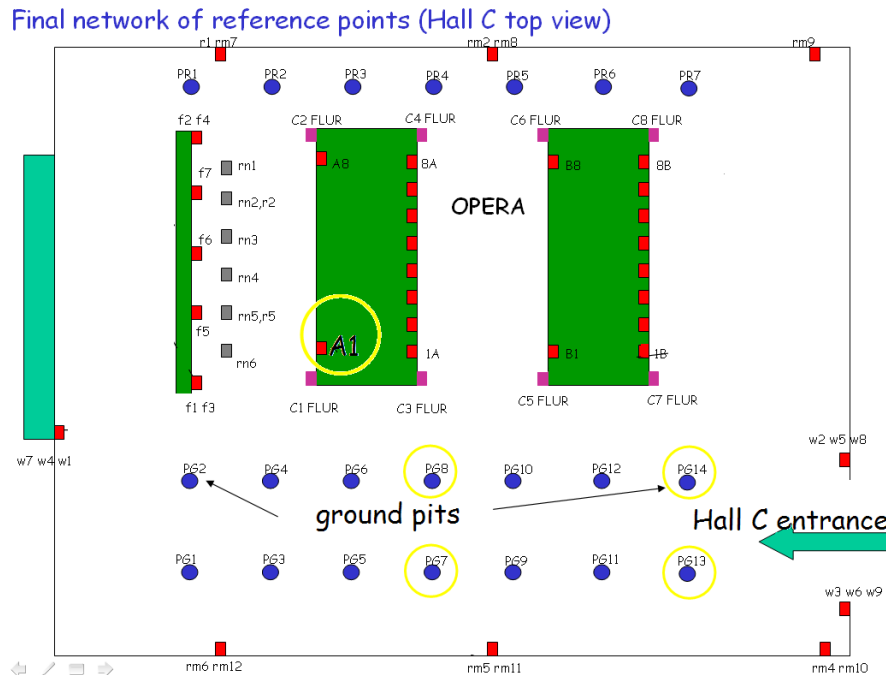 Final network of reference points (Hall C top view)
r1 rm7
rm2 rm8
rm9
PR1
PR2
PR3
PR4
PR5
PR6
PR7
f2 f4
C2 FLUR
C4 FLUR
C6 FLUR
C8 FLUR
f7
rn1
A8
8A
B8
8B
rn2,r2
OPERA
f6
rn3
rn4
f5
rn5,r5
rn6
A1
1A
B1
1B
f1 f3
C1 FLUR
C3 FLUR
C5 FLUR
C7 FLUR
w7 w4 w1
w2 w5 w8
PG2
PG4
PG6
PG8
PG10
PG12
PG14
ground pits
Hall C entrance
PG1
PG3
PG5
PG7
PG9
PG11
PG13
w3 w6 w9
rm6 rm12
rm5 rm11
rm4 rm10